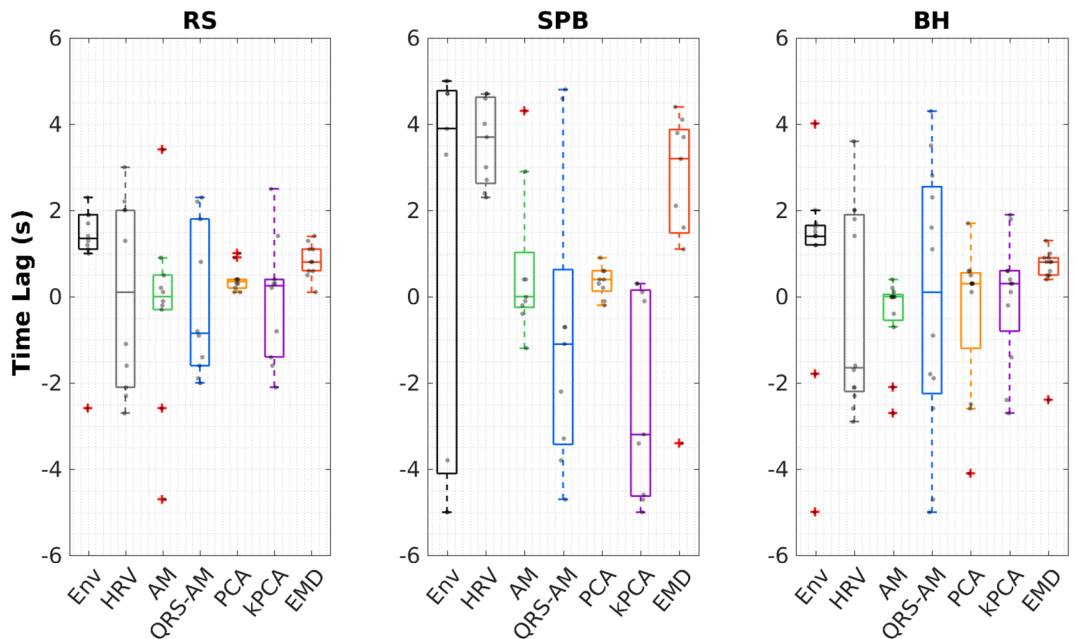 RS SPB BH
6 6 6
4 4 4
2 2 2
0 0 0
-2 -2 -2
-4 -4 -4
-6 -6 -6
Time Lag (s)
Env HRV AM QRS-AM PCA kPCA EMD
Env HRV AM QRS-AM PCA kPCA EMD
Env HRV AM QRS-AM PCA kPCA EMD